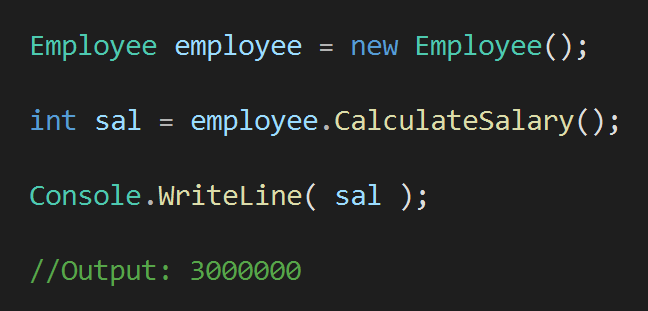 Employee employee = new Employee();
int sal = employee.CalculateSalary();
Console.WriteLine( sal );
//Output: 3000000